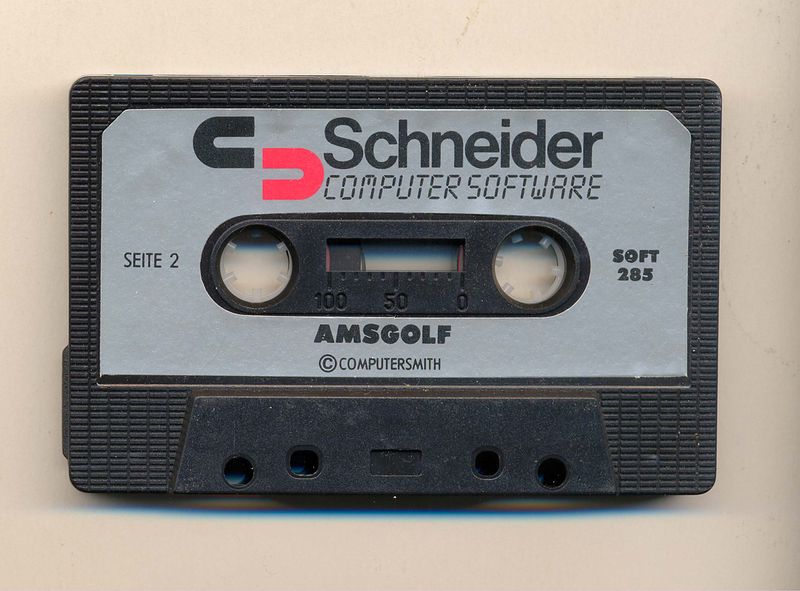 Schneider
COMPUTER SOFTWARE
SEITE 2
SOFT
285
100 50 0
AMSGOLF
© COMPUTERSMITH